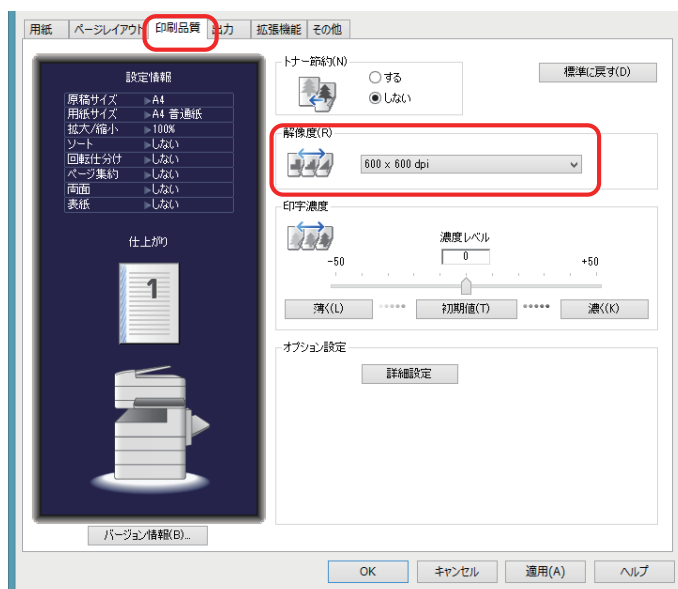 用紙 ページレイアウト 印刷品質 出力 拡張機能 その他
設定情報
原稿サイズ ▶A4
用紙サイズ ▶A4 普通紙
拡大/縮小 ▶100%
ソート ▶しない
回転仕分け ▶しない
ページ集約 ▶しない
両面 ▶しない
表紙 ▶しない
仕上がり
1
バージョン情報(B)...
トナー節約(N)
する
しない
標準に戻す(D)
解像度(R)
600 x 600 dpi
印字濃度
濃度レベル
-50 0 +50
薄く(L) 初期値(T) 濃く(K)
オプション設定
詳細設定
OK キャンセル 適用(A) ヘルプ